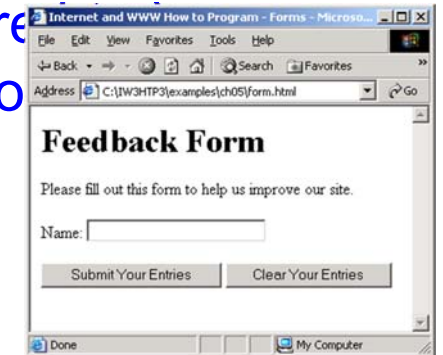 Internet and WWW How to Program - Forms - Microso...
File Edit View Favorites Tools Help
Back Search Favorites »
Address C:\IW3HTP3\examples\ch05\form.html Go
Feedback Form
Please fill out this form to help us improve our site.
Name:
Submit Your Entries Clear Your Entries
Done My Computer